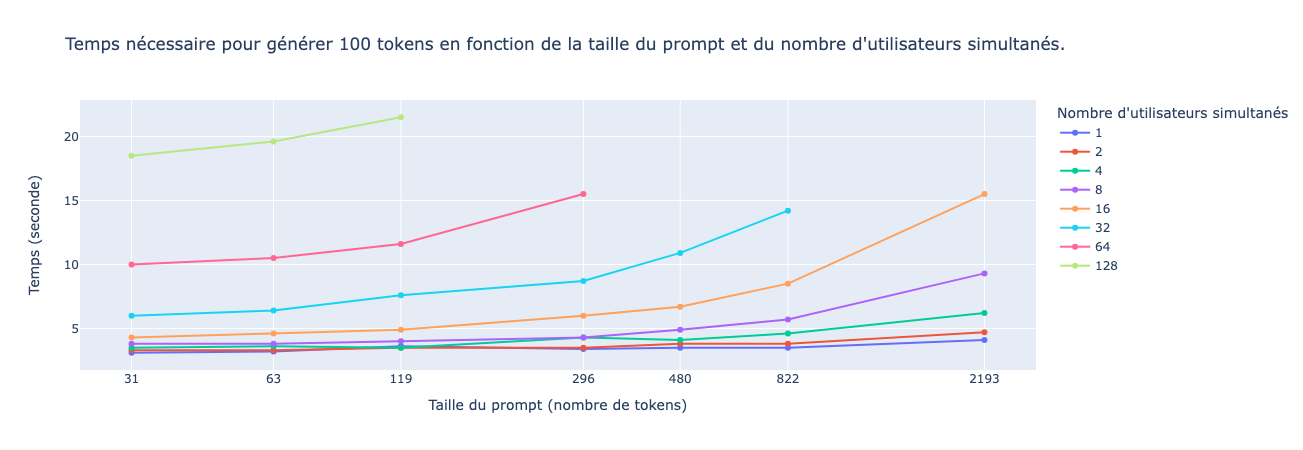 Temps nécessaire pour générer 100 tokens en fonction de la taille du prompt et du nombre d'utilisateurs simultanés.
Nombre d'utilisateurs simultanés
1
2
4
8
16
32
64
128
Temps (seconde)
20
15
10
5
31 63 119 296 480 822 2193
Taille du prompt (nombre de tokens)